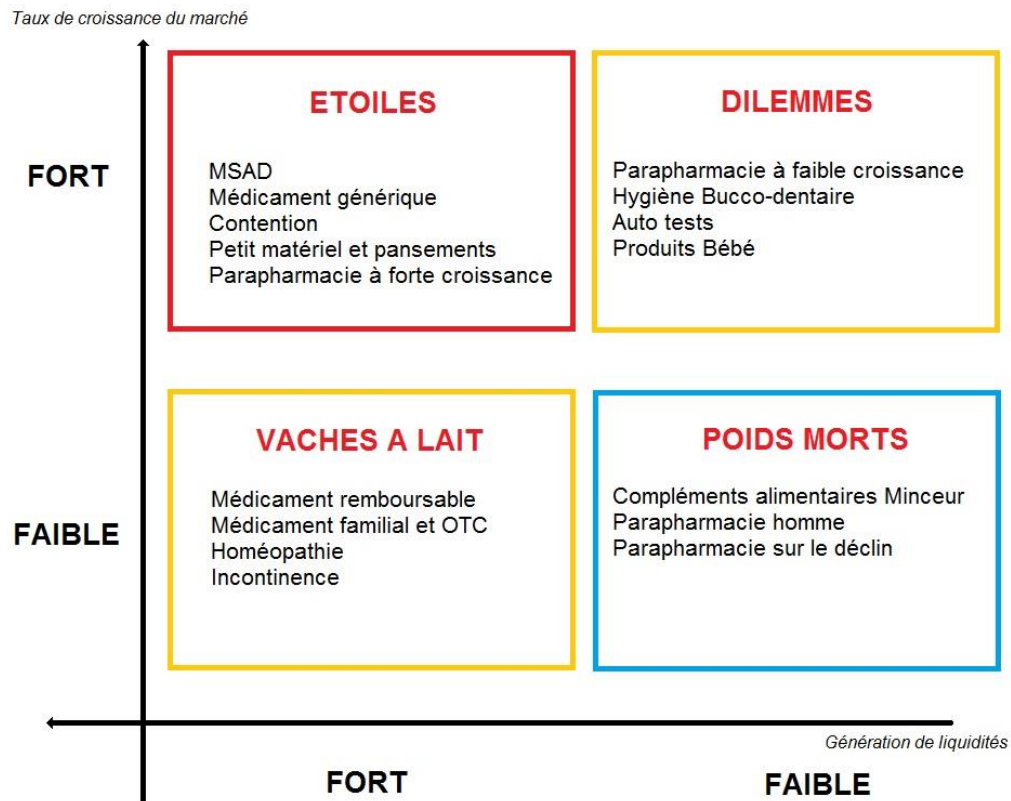 Taux de croissance du marché
ETOILES
DILEMMES
FORT
MSAD
Médicament générique
Contention
Petit matériel et pansements
Parapharmacie à forte croissance
Parapharmacie à faible croissance
Hygiène Bucco-dentaire
Auto tests
Produits Bébé
VACHES A LAIT
POIDS MORTS
FAIBLE
Médicament remboursable
Médicament familial et OTC
Homéopathie
Incontinence
Compléments alimentaires Minceur
Parapharmacie homme
Parapharmacie sur le déclin
Génération de liquidités
FORT
FAIBLE